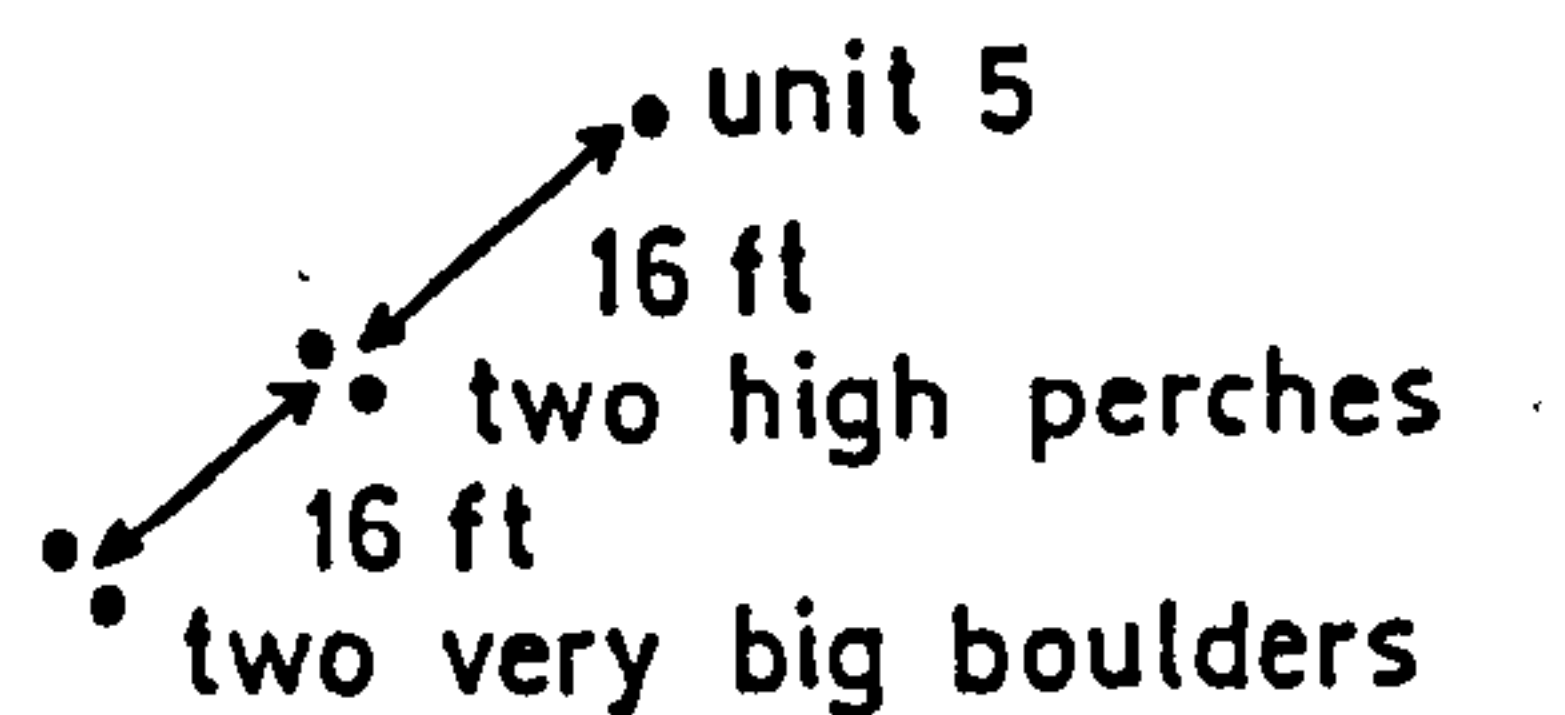 unit 5
16 ft
two high perches
16 ft
two very big boulders